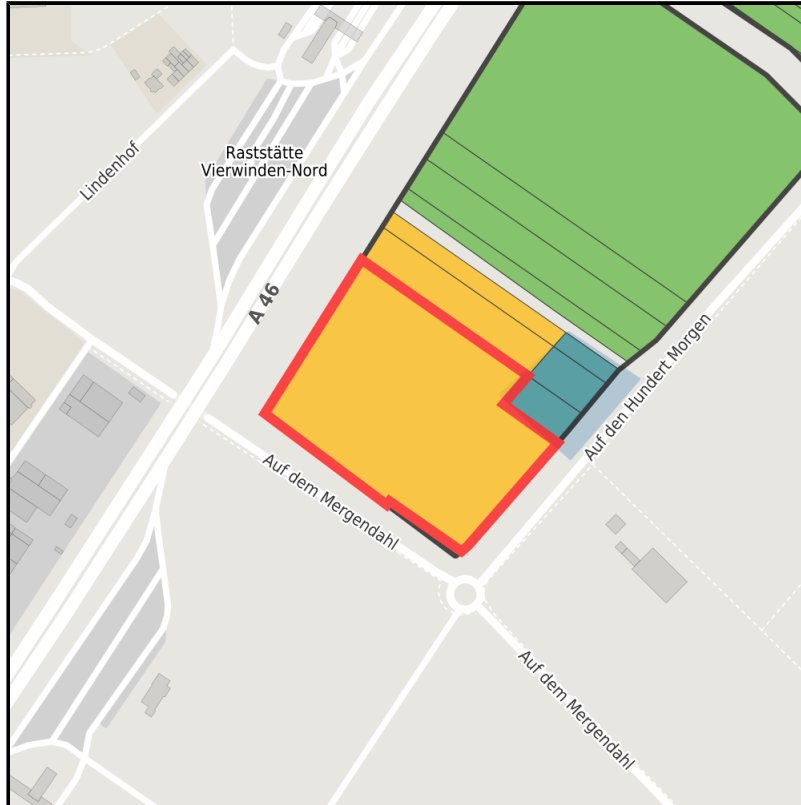 Raststätte
Vierwinden-Nord
Lindenhof
A 46
Auf den Hundert Morgen
Auf dem Mergendahl
Auf dem Mergendahl